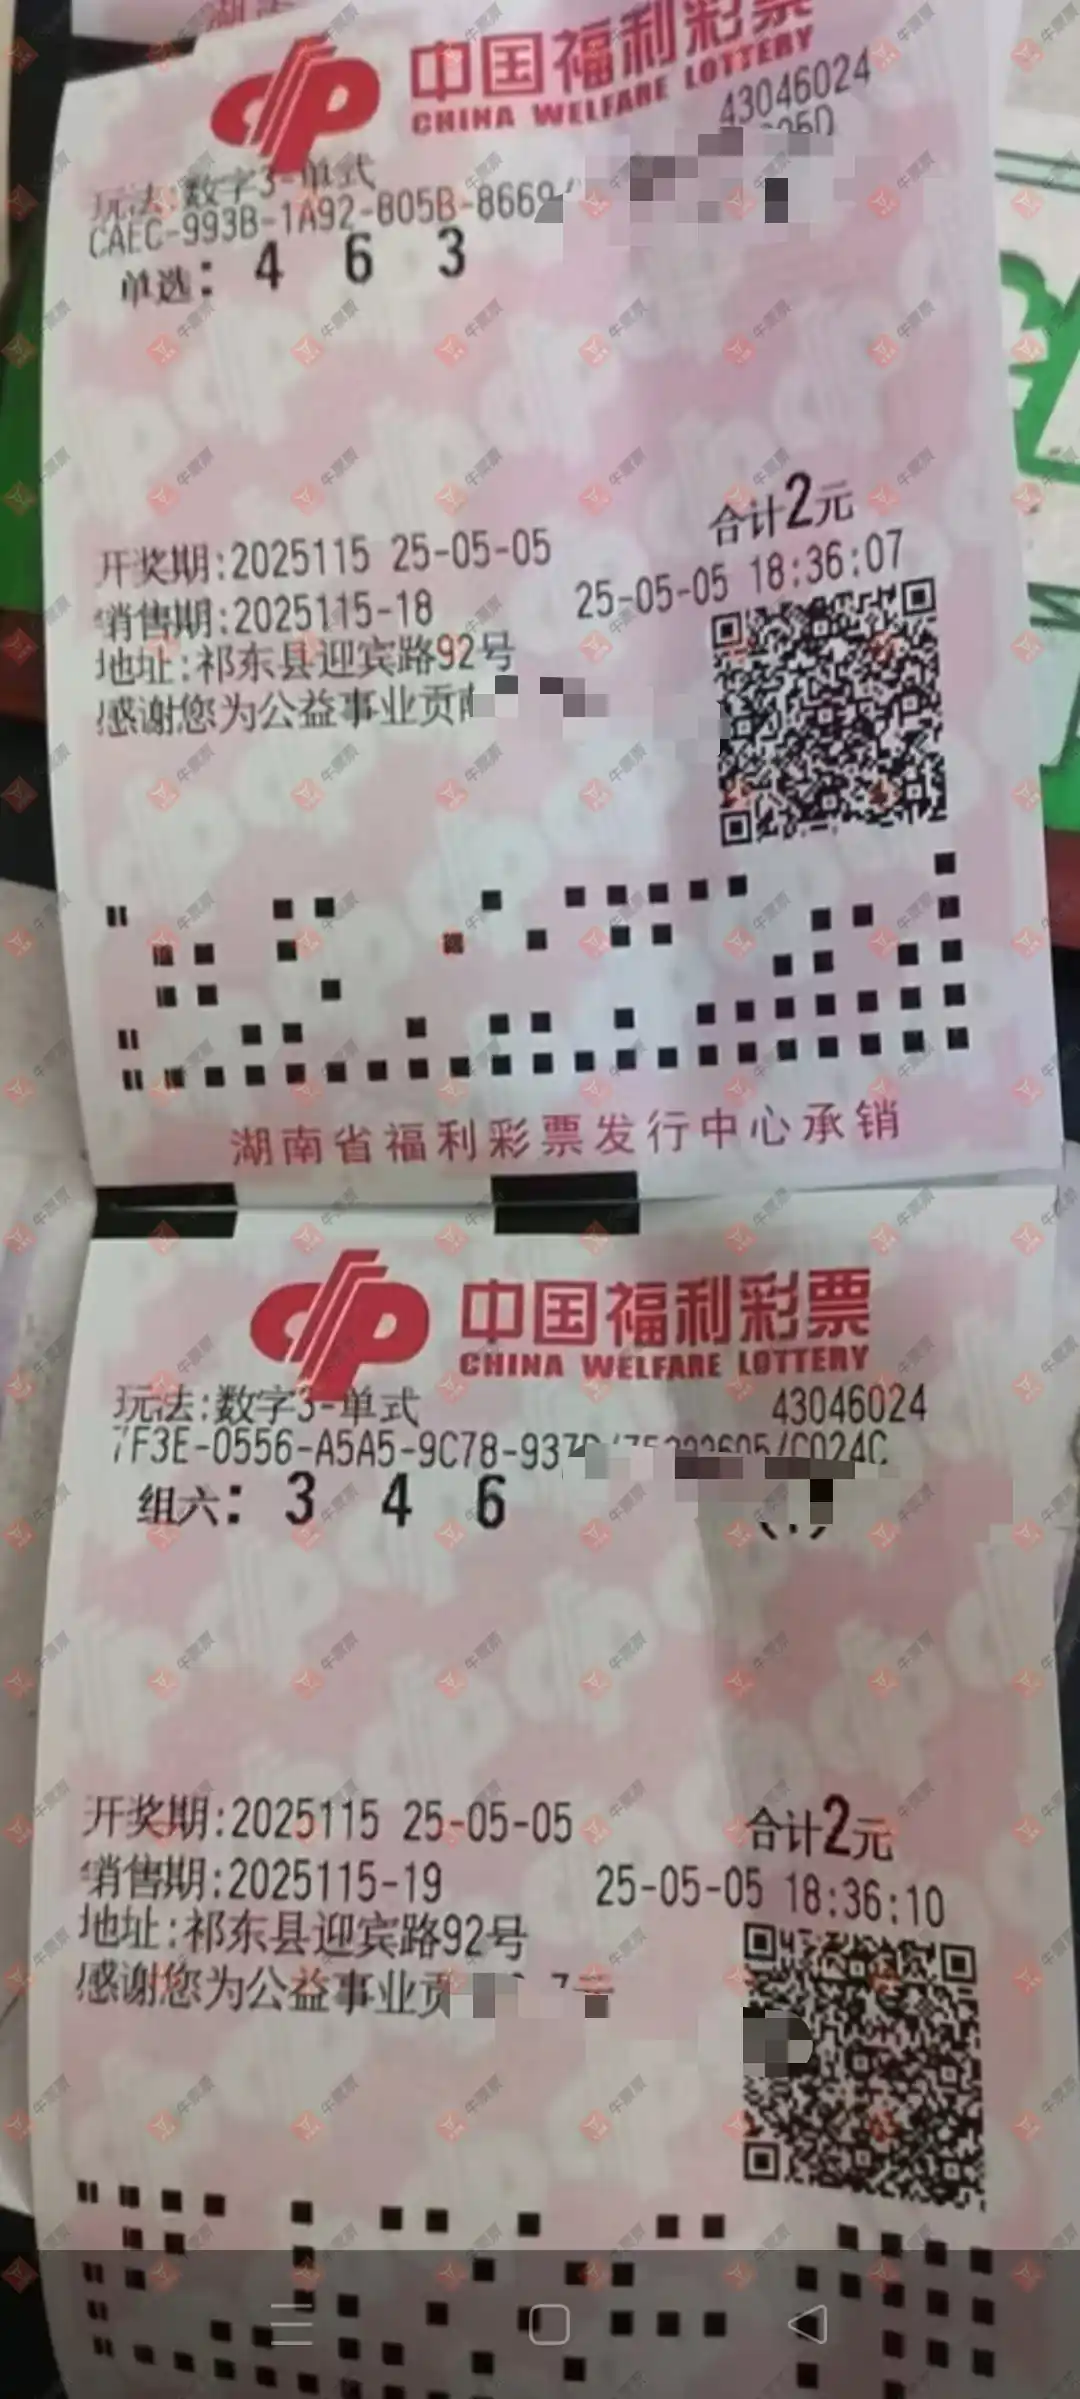 中国福利彩票
CHINA WELFARE LOTTERY
43046024
玩法:数字3-单式
CAEC-993B-1A92-805B-8669
单选: 4 6 3
合计2元
开奖期:2025115 25-05-05
25-05-05 18:36:07
销售期:2025115-18
地址:祁东县迎宾路92号
感谢您为公益事业贡
湖南省福利彩票发行中心承销
中国福利彩票
CHINA WELFARE LOTTERY
玩法:数字3-单式 43046024
7F3E-0556-A5A5-9C78-937
组六: 3 4 6
开奖期:2025115 25-05-05
合计2元
销售期:2025115-19
25-05-05 18:36:10
地址:祁东县迎宾路92号
感谢您为公益事业贡
牛票票